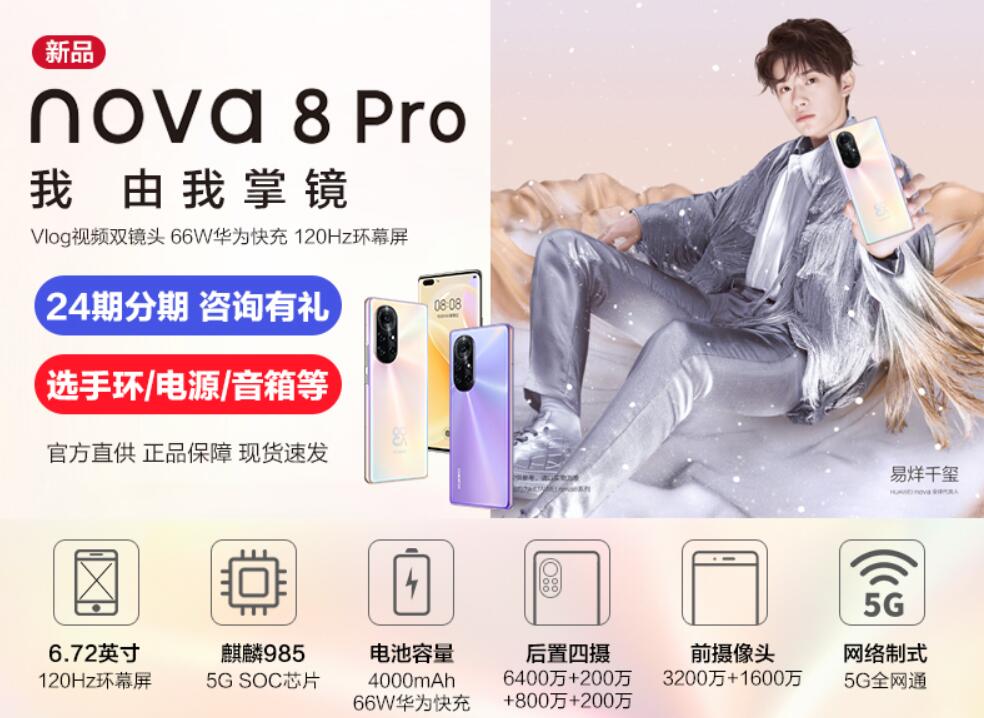 新品
nova 8 Pro
我 由我掌镜
Vlog视频双镜头 66W华为快充 120Hz环幕屏
24期分期 咨询有礼
选手环/电源/音箱等
官方直供 正品保障 现货速发
08:08
易烊千玺
HUAWEI nova 全球代言人
6.72英寸
120Hz环幕屏
麒麟985
5G SOC芯片
电池容量
4000mAh
66W华为快充
后置四摄
6400万+200万
+800万+200万
前摄像头
3200万+1600万
5G
网络制式
5G全网通